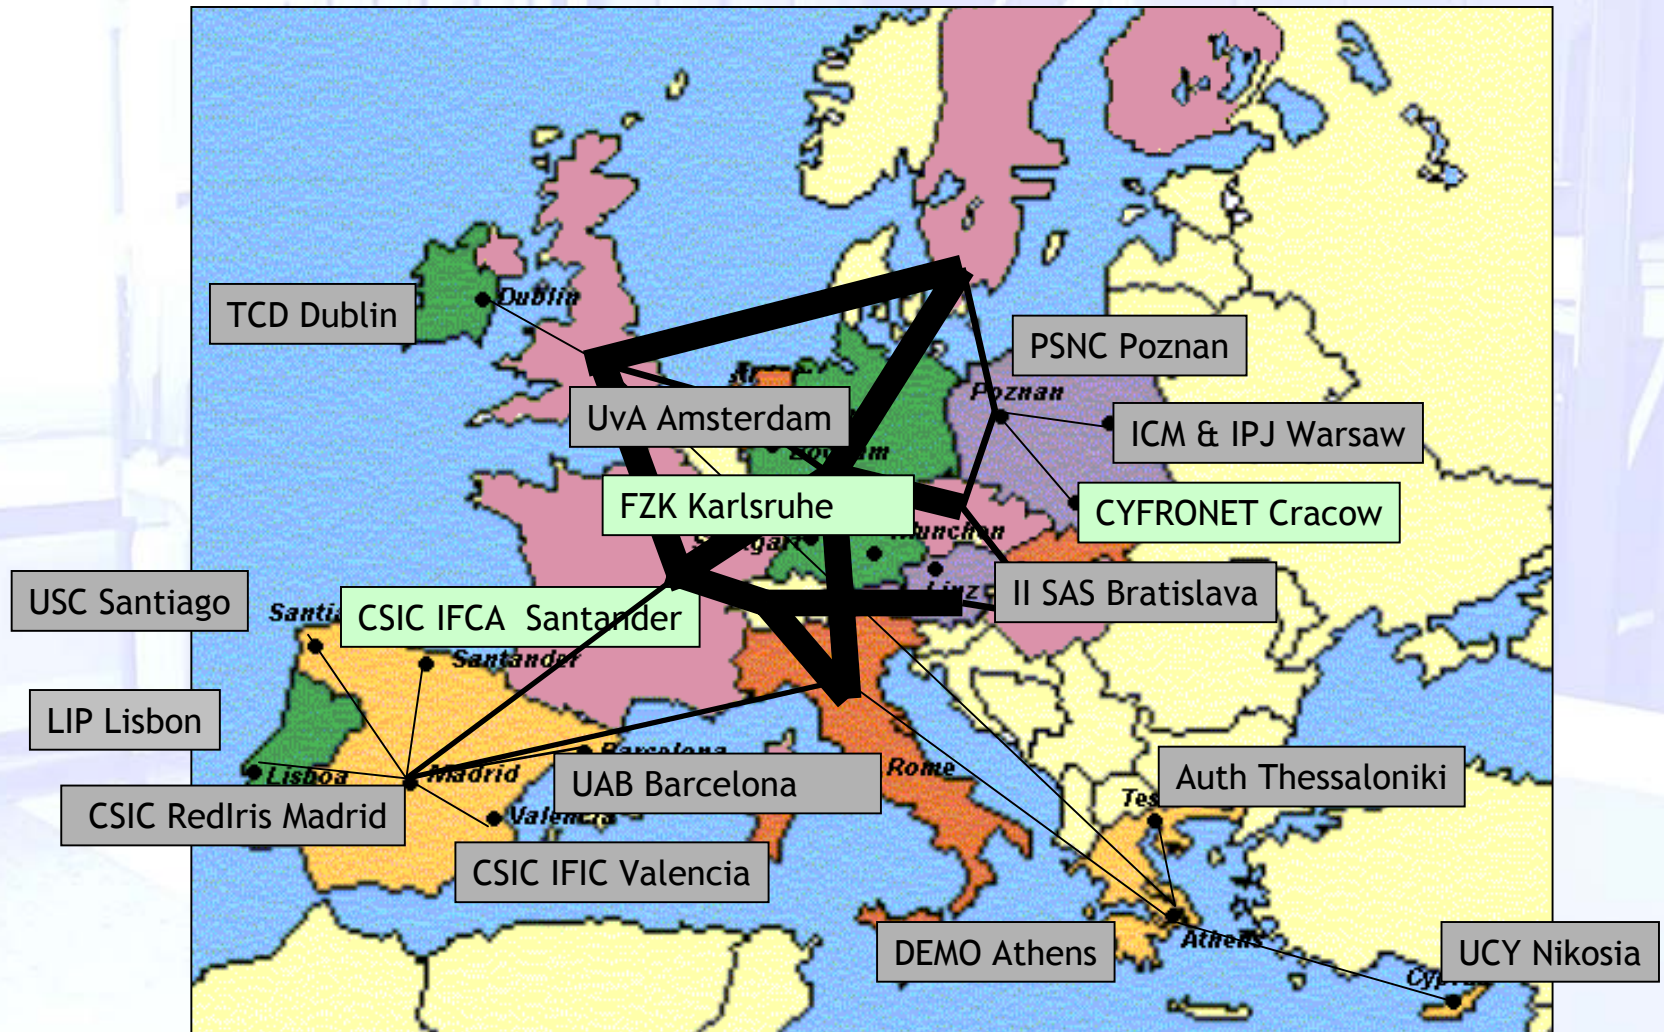 Dublin
TCD Dublin
PSNC Poznan
Poznan
UvA Amsterdam
ICM & IPJ Warsaw
FZK Karlsruhe
CYFRONET Cracow
Linz
USC Santiago
II SAS Bratislava
CSIC IFCA Santander
Santander
LIP Lisbon
Barcelona
Rome
Lisboa
Madrid
UAB Barcelona
Auth Thessaloniki
CSIC RedIris Madrid
Valencia
CSIC IFIC Valencia
DEMO Athens
Athens
UCY Nikosia